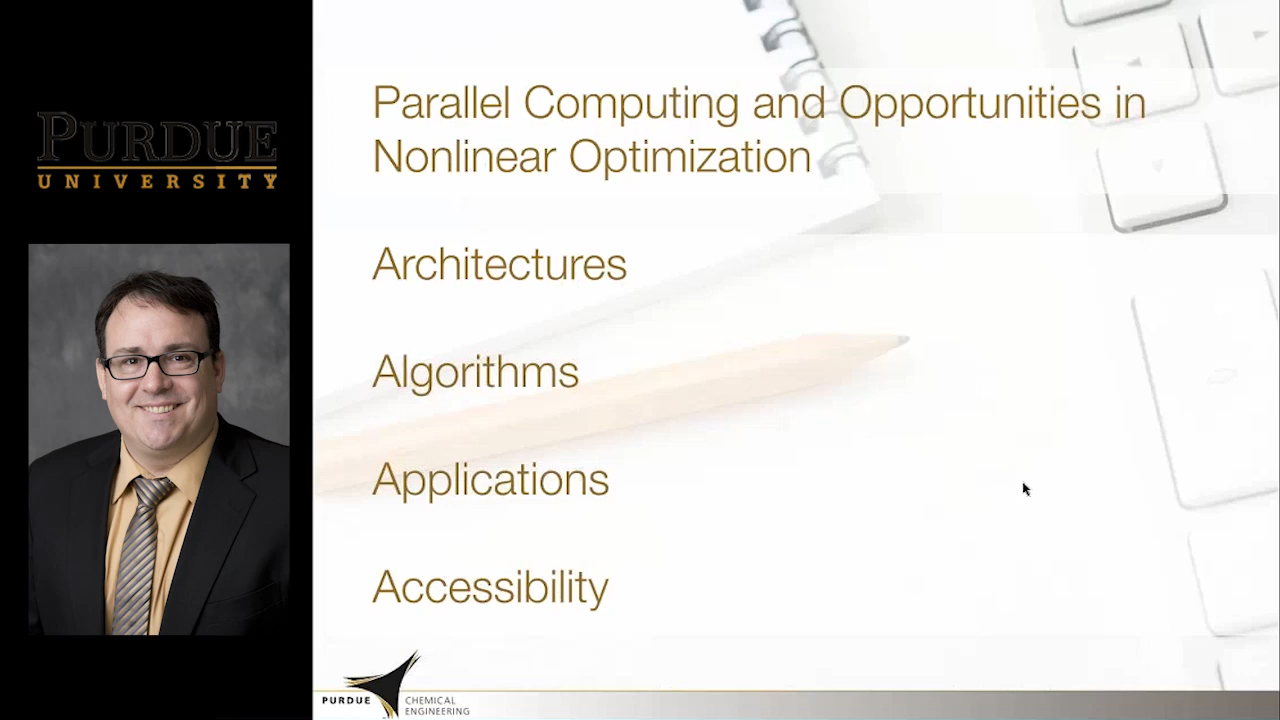 PURDUE
UNIVERSITY
Parallel Computing and Opportunities in
Nonlinear Optimization
Architectures
Algorithms
Applications
Accessibility
PURDUE
CHEMICAL
ENGINEERING